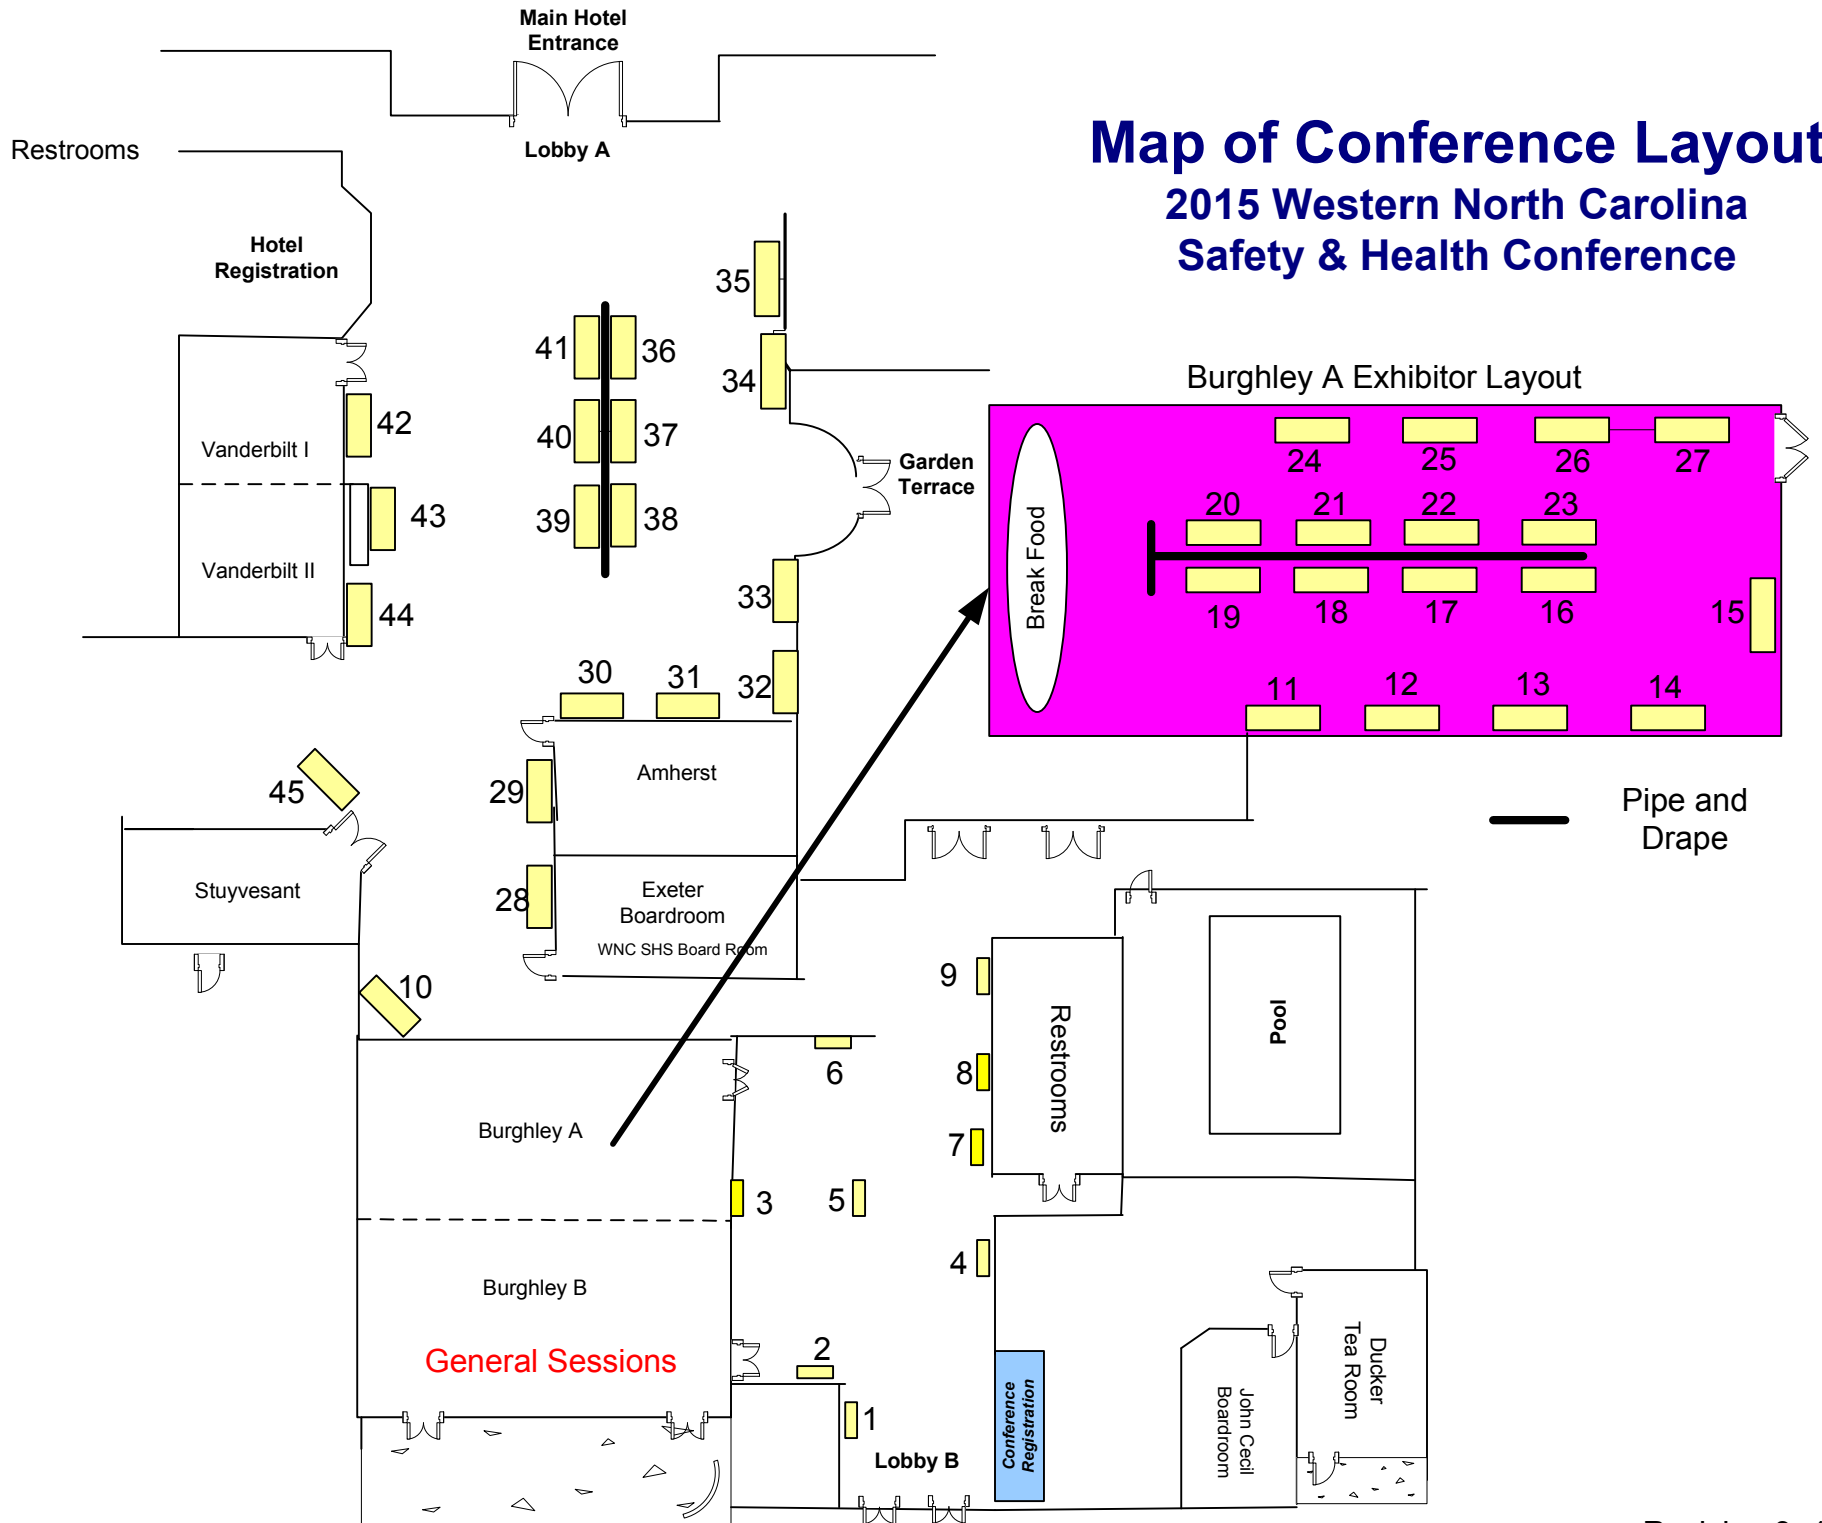 Main Hotel
Entrance
Lobby A
Restrooms
Map of Conference Layout
2015 Western North Carolina
Safety & Health Conference
Hotel
Registration
35
41
36
34
Burghley A Exhibitor Layout
42
40
37
Vanderbilt I
Garden
Terrace
24
25
26
27
43
39
38
20
21
22
23
Break Food
Vanderbilt II
44
33
19
18
17
16
15
30
31
32
11
12
13
14
45
29
Amherst
Pipe and
Drape
Stuyvesant
28
Exeter
Boardroom
WNC SHS Board Room
10
9
Restrooms
Pool
6
8
Burghley A
7
3
5
4
Burghley B
General Sessions
2
1
Lobby B
Conference
Registration
John Cecil
Boardroom
Ducker
Tea Room